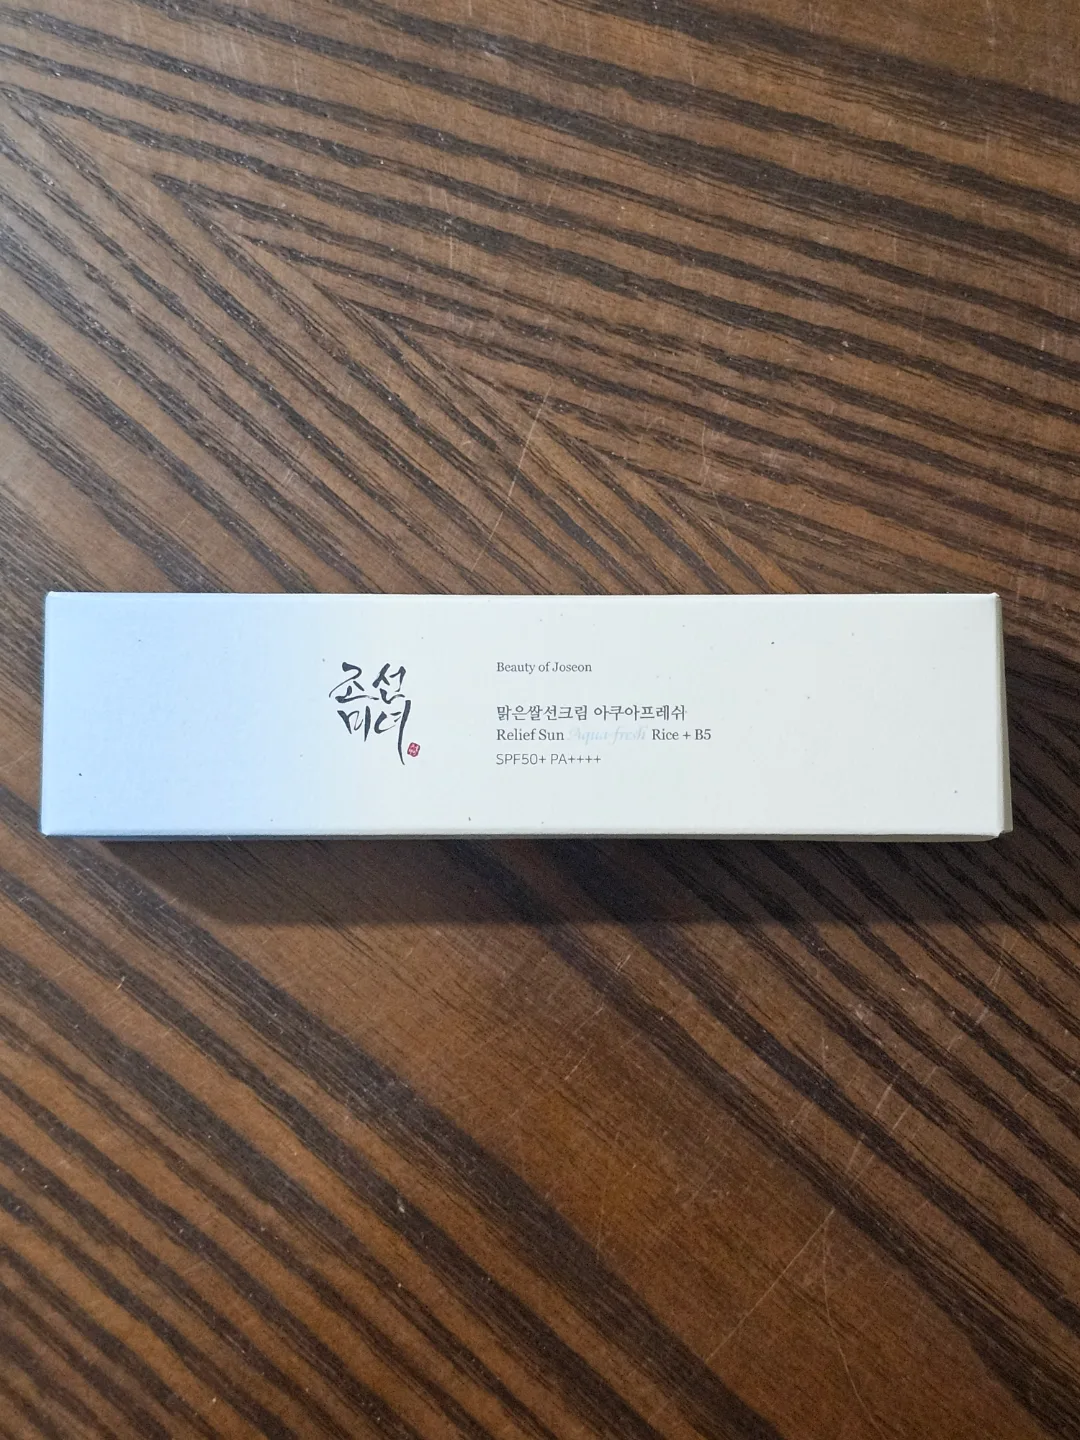 조선
미녀
Beauty of Joseon
맑은쌀선크림 아쿠아프레쉬
Relief Sun Aqua-fresh Rice + B5
SPF50+ PA++++